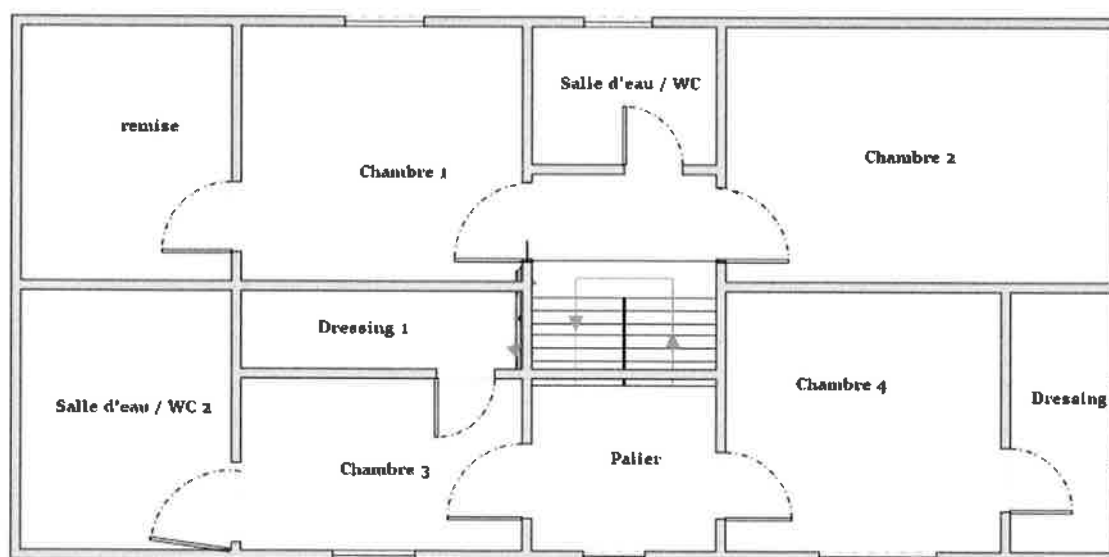 Salle d'eau / WC
remise
Chambre 1
Chambre 2
Dressing 1
Chambre 4
Salle d'eau / WC 2
Dressing
Chambre 3
Palier